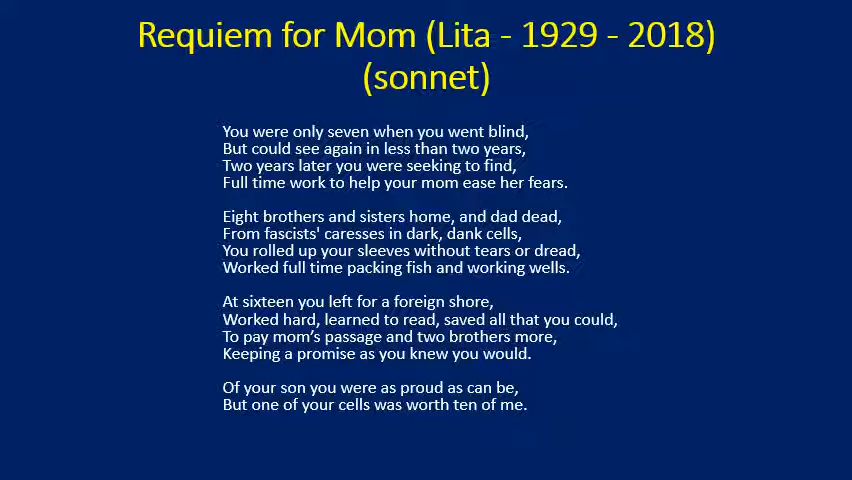 Requiem for Mom (Lita - 1929 - 2018)
(sonnet)
You were only seven when you went blind,
But could see again in less than two years,
Two years later you were seeking to find,
Full time work to help your mom ease her fears.
Eight brothers and sisters home, and dad dead,
From fascists' caresses in dark, dank cells,
You rolled up your sleeves without tears or dread,
Worked full time packing fish and working wells.
At sixteen you left for a foreign shore,
Worked hard, learned to read, saved all that you could,
To pay mom’s passage and two brothers more,
Keeping a promise as you knew you would.
Of your son you were as proud as can be,
But one of your cells was worth ten of me.